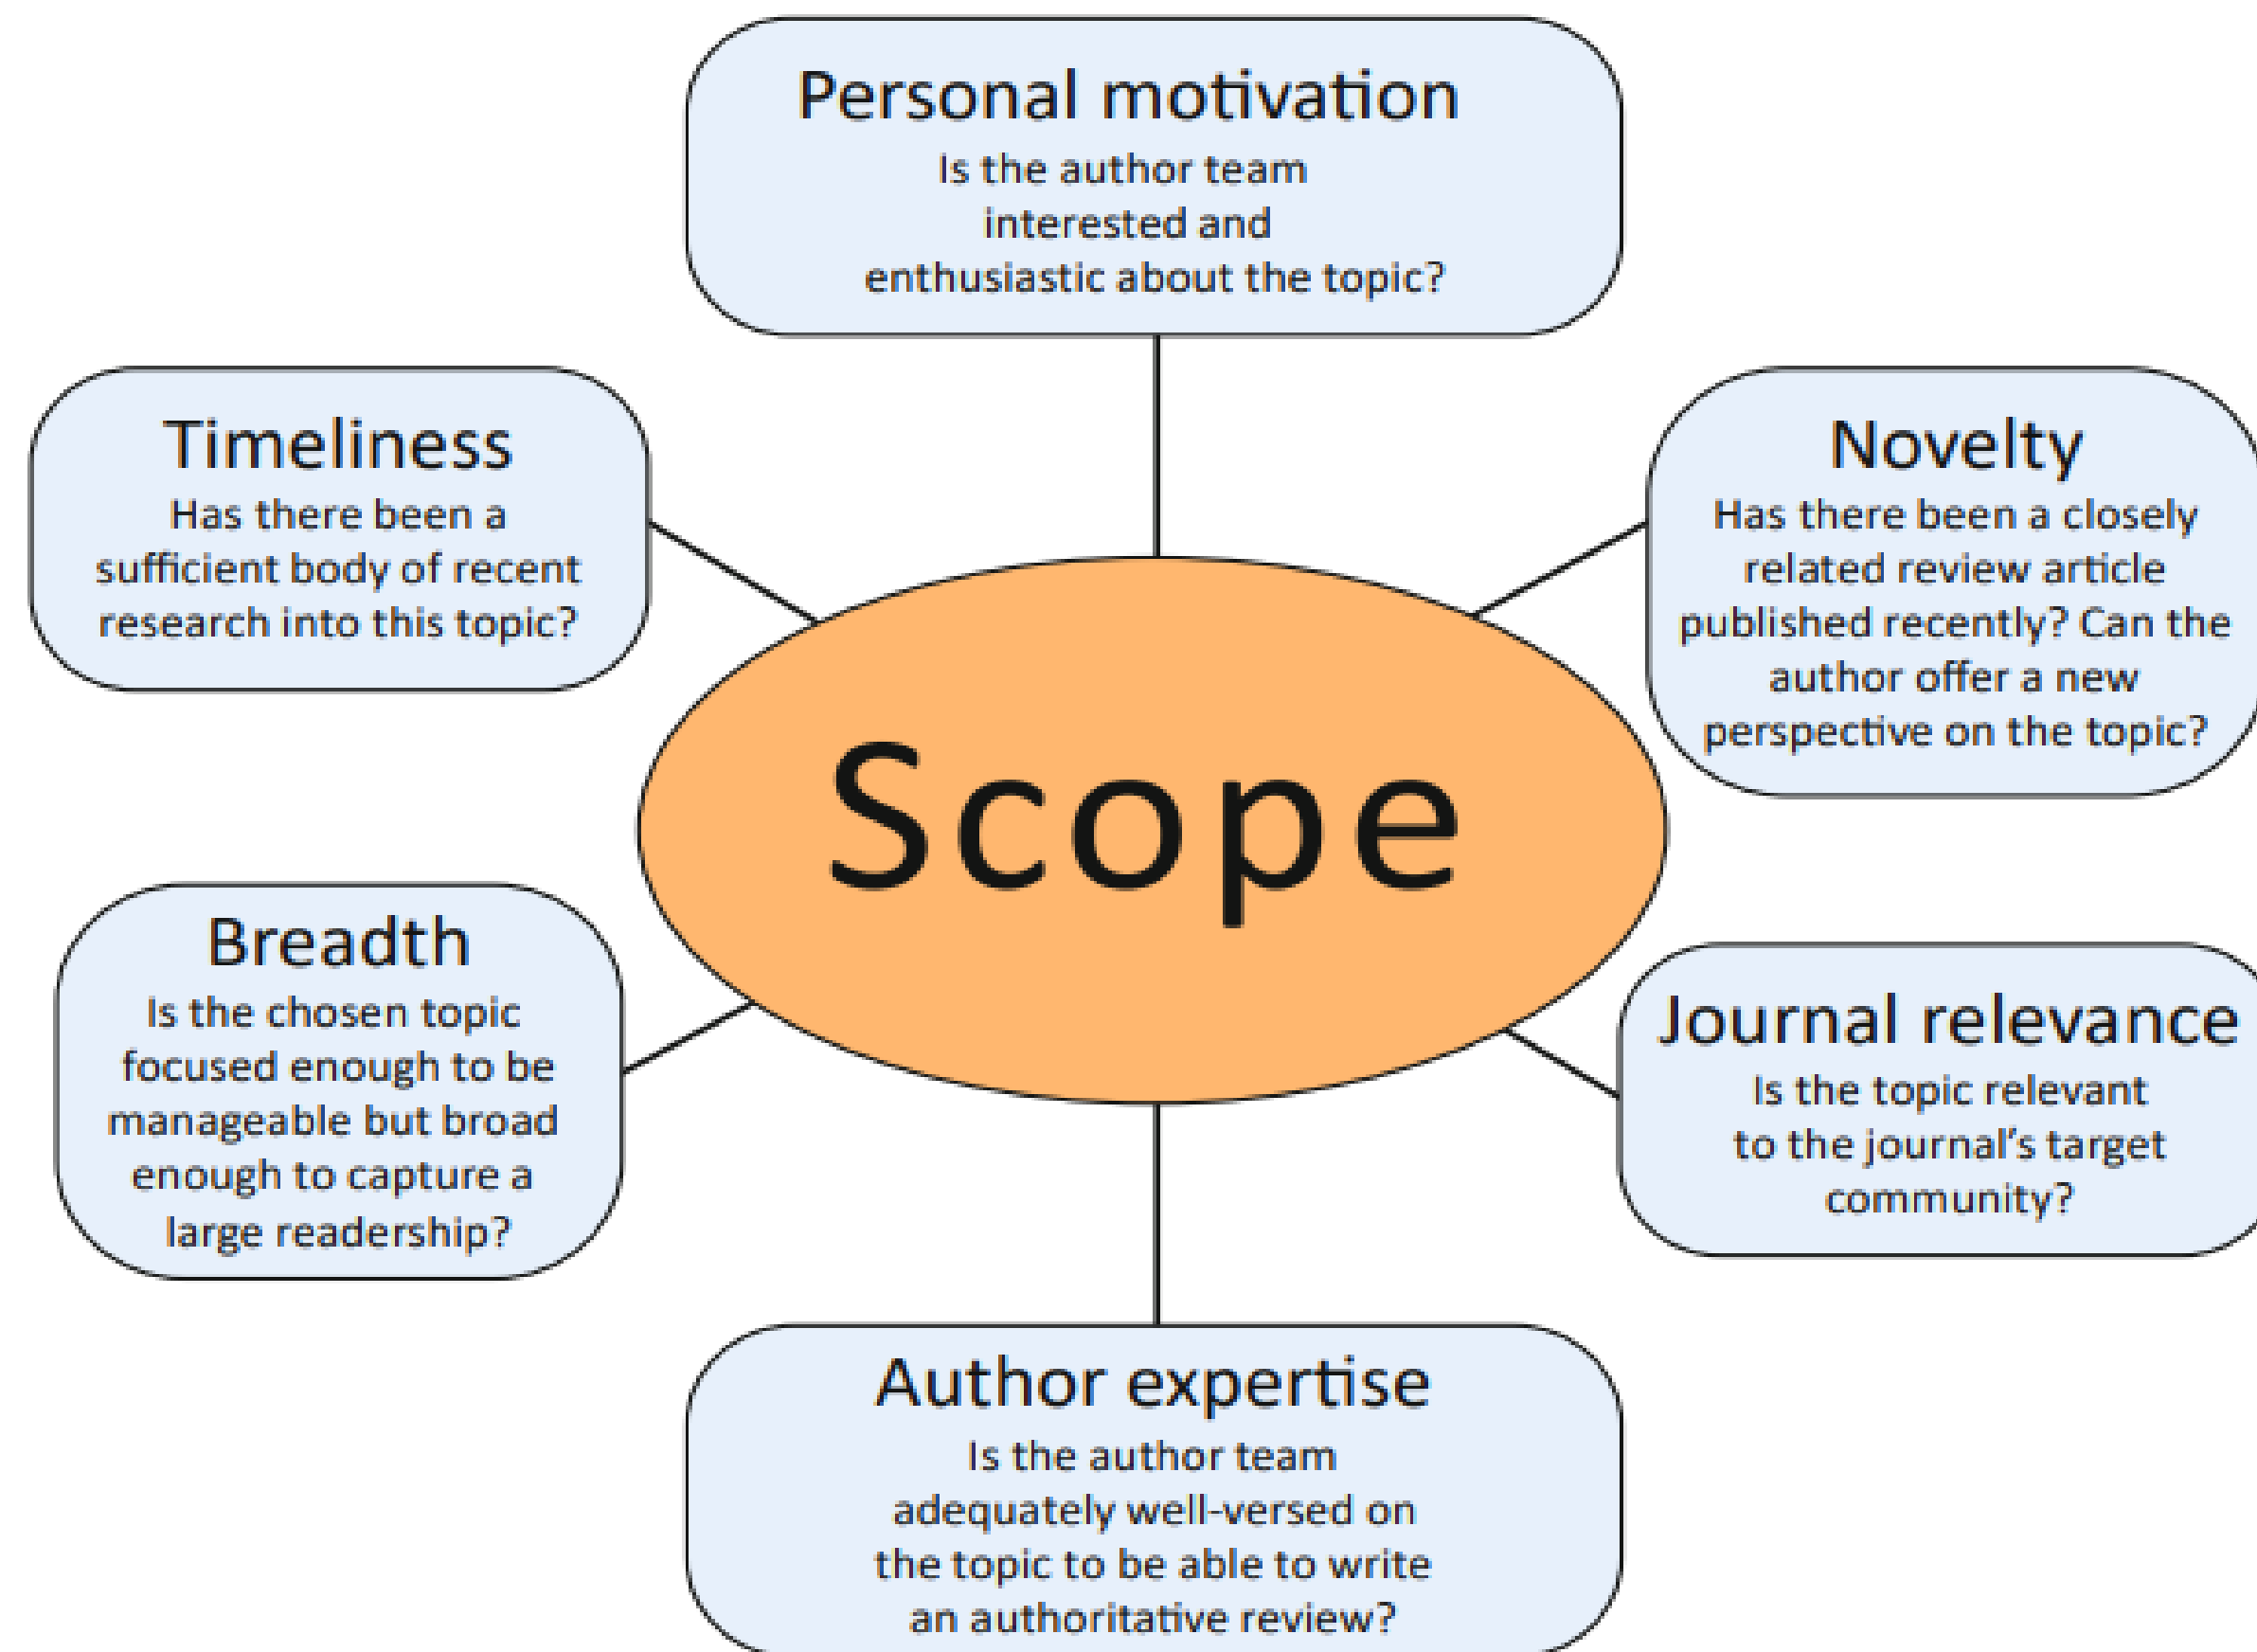 Personal motivation
Is the author team
interested and
enthusiastic about the topic?
Timeliness
Has there been a
sufficient body of recent
research into this topic?
Novelty
Has there been a closely
related review article
published recently? Can the
author offer a new
perspective on the topic?
Scope
Breadth
Is the chosen topic
focused enough to be
manageable but broad
enough to capture a
large readership?
Journal relevance
Is the topic relevant
to the journal’s target
community?
Author expertise
Is the author team
adequately well-versed on
the topic to be able to write
an authoritative review?